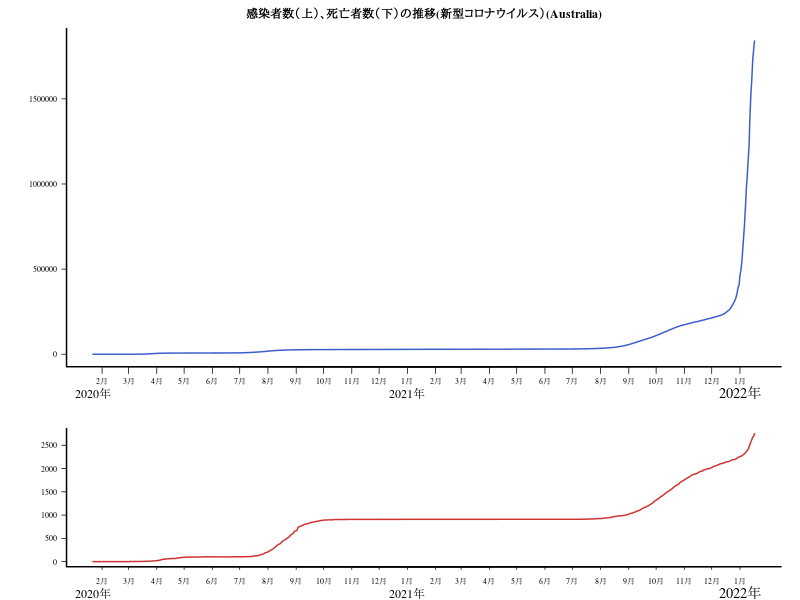 感染者数（上）、死亡者数（下）の推移(新型コロナウイルス）(Australia)
1500000
1000000
500000
0
2月 3月 4月 5月 6月 7月 8月 9月 10月 11月 12月 1月 2月 3月 4月 5月 6月 7月 8月 9月 10月 11月 12月 1月
2020年 2021年 2022年
2500
2000
1500
1000
500
0
2月 3月 4月 5月 6月 7月 8月 9月 10月 11月 12月 1月 2月 3月 4月 5月 6月 7月 8月 9月 10月 11月 12月 1月
2020年 2021年 2022年